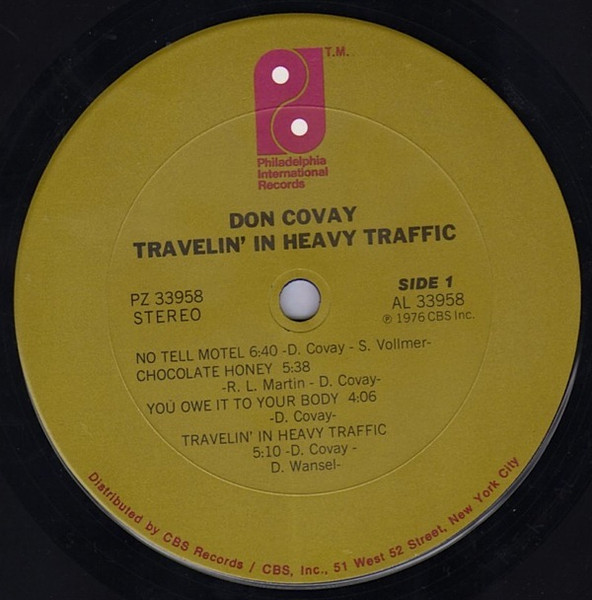 T.M.
Philadelphia
International
Records
DON COVAY
TRAVELIN' IN HEAVY TRAFFIC
PZ 33958
STEREO
SIDE 1
AL 33958
℗ 1976 CBS Inc.
NO TELL MOTEL 6:40 -D. Covay - S. Vollmer-
CHOCOLATE HONEY 5:38
-R. L. Martin - D. Covay-
YOU OWE IT TO YOUR BODY 4:06
-D. Covay-
TRAVELIN' IN HEAVY TRAFFIC
5:10 -D. Covay -
D. Wansel-
Distributed by CBS Records / CBS, Inc., 51 West 52 Street, New York City